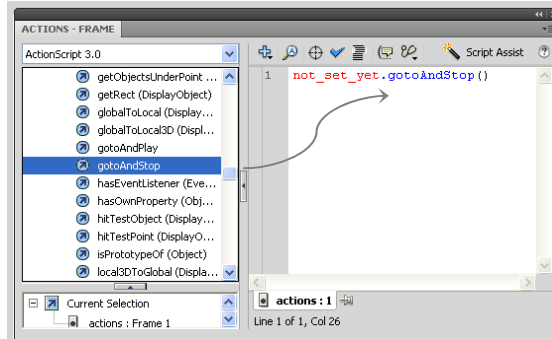 ACTIONS - FRAME
ActionScript 3.0
Script Assist
getObjectsUnderPoint ...
getRect (DisplayObject)
globalToLocal (Display...
globalToLocal3D (Displ...
gotoAndPlay
gotoAndStop
hasEventListener (Eve...
hasOwnProperty (Obj...
hitTestObject (Display...
hitTestPoint (DisplayO...
isPrototypeOf (Object)
local3DToGlobal (Displa...
Current Selection
actions : Frame 1
1 not_set_yet.gotoAndStop()
actions : 1
Line 1 of 1, Col 26